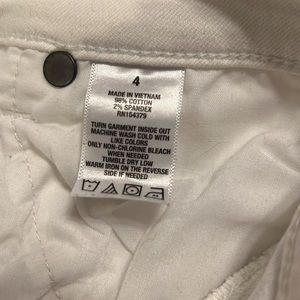 4
MADE IN VIETNAM
98% COTTON
2% SPANDEX
RN154379
TURN GARMENT INSIDE OUT
MACHINE WASH COLD WITH
LIKE COLORS
ONLY NON-CHLORINE BLEACH
WHEN NEEDED
TUMBLE DRY LOW
WARM IRON ON THE REVERSE
SIDE IF NEEDED